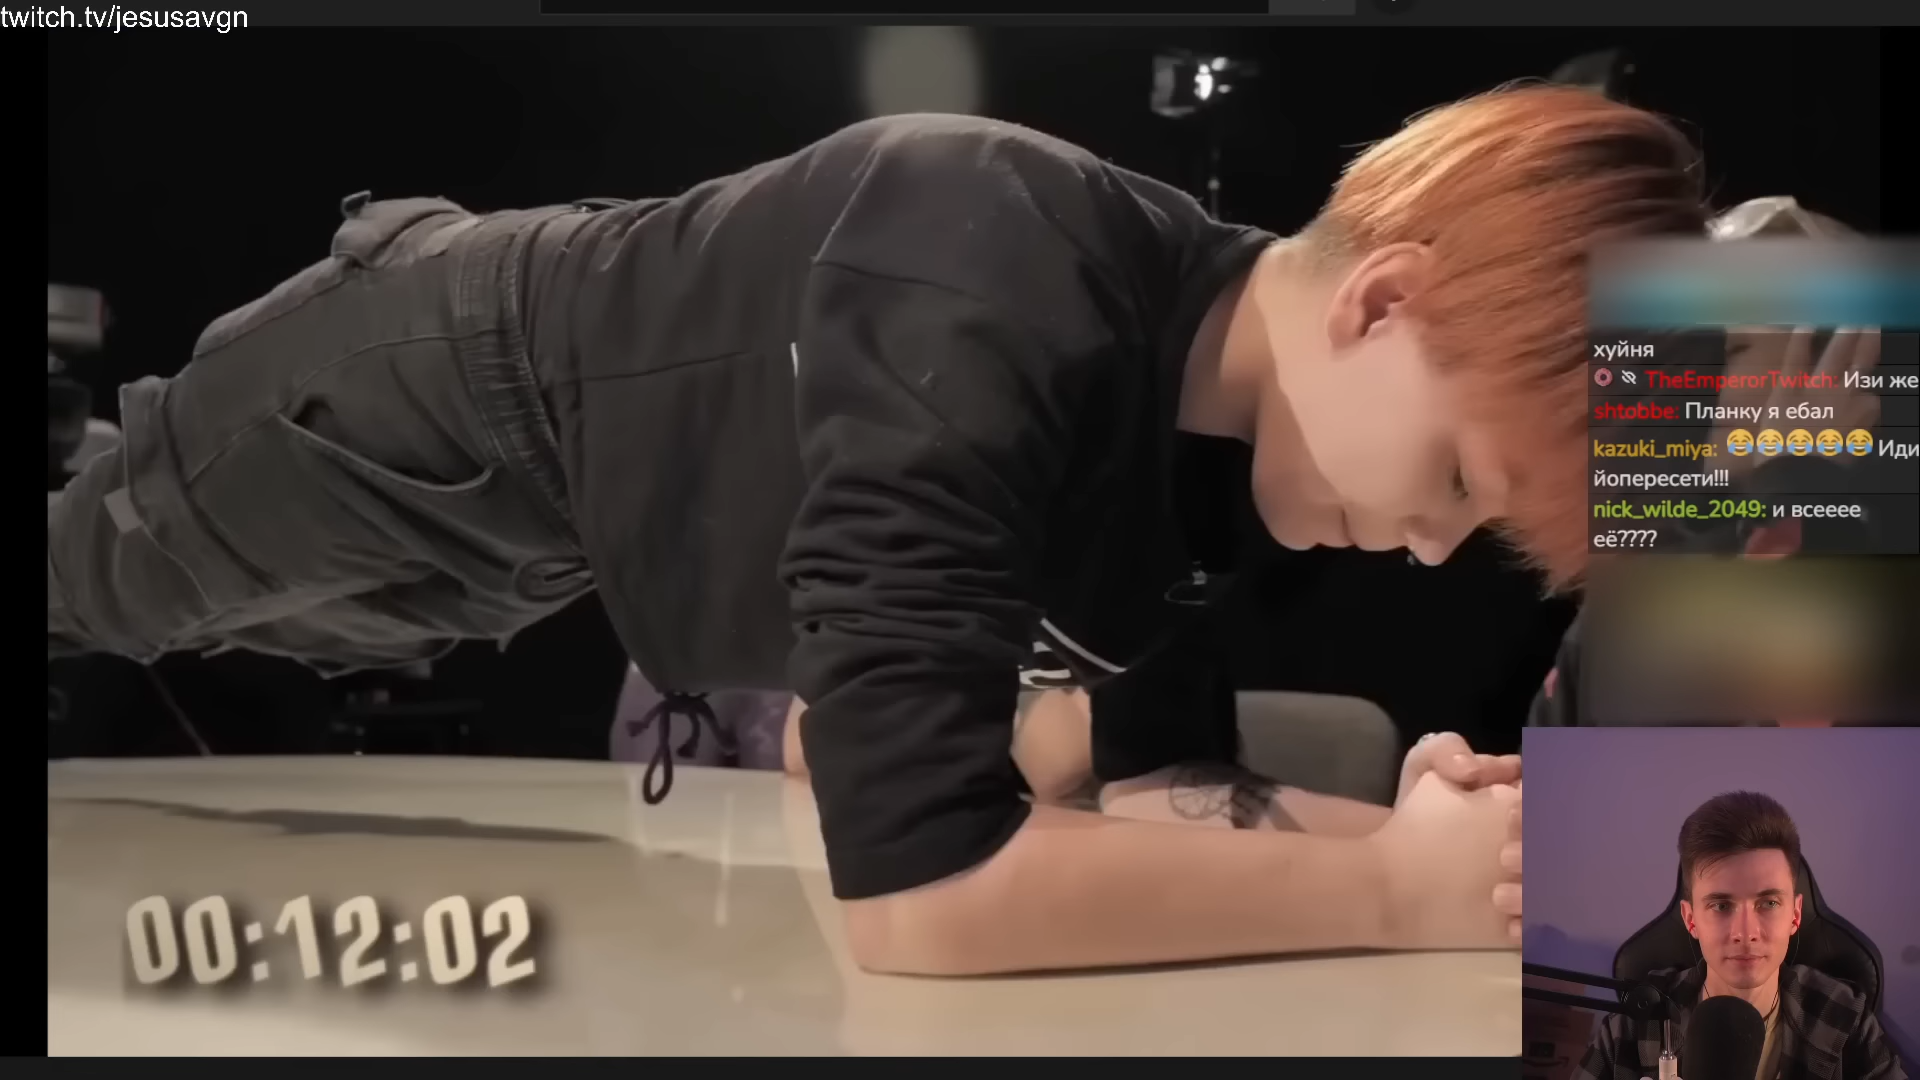 twitch.tv/jesusavgn
хуйня
TheEmperorTwitch: Изи же
shtobbe: Планку я ебал
kazuki_miya: 😂😂😂😂😂 Иди
йопересети!!!
nick_wilde_2049: и всееее
её????
00:12:02